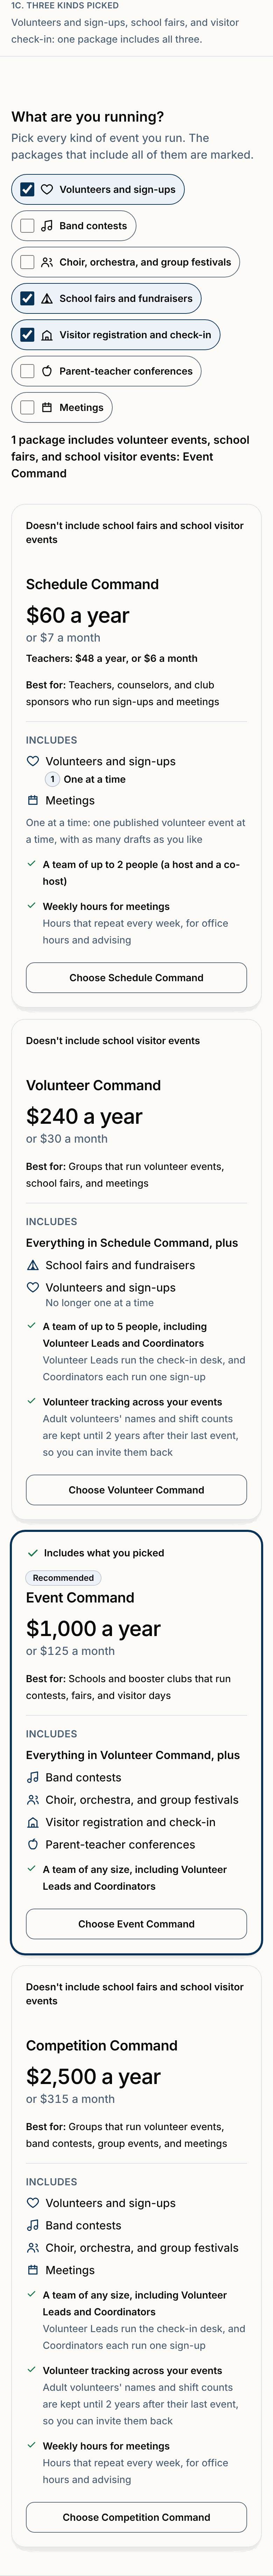 1C. THREE KINDS PICKED
Volunteers and sign-ups, school fairs, and visitor
check-in: one package includes all three.
What are you running?
Pick every kind of event you run. The
packages that include all of them are marked.
Volunteers and sign-ups
Band contests
Choir, orchestra, and group festivals
School fairs and fundraisers
Visitor registration and check-in
Parent-teacher conferences
Meetings
1 package includes volunteer events, school
fairs, and school visitor events: Event
Command
Doesn't include school fairs and school visitor
events
Schedule Command
$60 a year
or $7 a month
Teachers: $48 a year, or $6 a month
Best for: Teachers, counselors, and club
sponsors who run sign-ups and meetings
INCLUDES
Volunteers and sign-ups
1 One at a time
Meetings
One at a time: one published volunteer event at
a time, with as many drafts as you like
A team of up to 2 people (a host and a co-
host)
Weekly hours for meetings
Hours that repeat every week, for office
hours and advising
Choose Schedule Command
Doesn't include school visitor events
Volunteer Command
$240 a year
or $30 a month
Best for: Groups that run volunteer events,
school fairs, and meetings
INCLUDES
Everything in Schedule Command, plus
School fairs and fundraisers
Volunteers and sign-ups
No longer one at a time
A team of up to 5 people, including
Volunteer Leads and Coordinators
Volunteer Leads run the check-in desk, and
Coordinators each run one sign-up
Volunteer tracking across your events
Adult volunteers' names and shift counts
are kept until 2 years after their last event,
so you can invite them back
Choose Volunteer Command
Includes what you picked
Recommended
Event Command
$1,000 a year
or $125 a month
Best for: Schools and booster clubs that run
contests, fairs, and visitor days
INCLUDES
Everything in Volunteer Command, plus
Band contests
Choir, orchestra, and group festivals
Visitor registration and check-in
Parent-teacher conferences
A team of any size, including Volunteer
Leads and Coordinators
Choose Event Command
Doesn't include school fairs and school visitor
events
Competition Command
$2,500 a year
or $315 a month
Best for: Groups that run volunteer events,
band contests, group events, and meetings
INCLUDES
Volunteers and sign-ups
Band contests
Choir, orchestra, and group festivals
Meetings
A team of any size, including Volunteer
Leads and Coordinators
Volunteer Leads run the check-in desk, and
Coordinators each run one sign-up
Volunteer tracking across your events
Adult volunteers' names and shift counts
are kept until 2 years after their last event,
so you can invite them back
Weekly hours for meetings
Hours that repeat every week, for office
hours and advising
Choose Competition Command